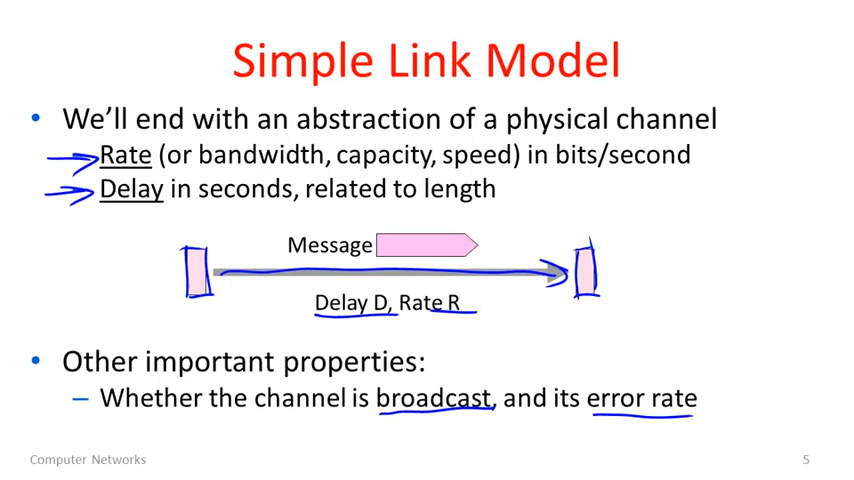 Simple Link Model
• We'll end with an abstraction of a physical channel
Rate (or bandwidth, capacity, speed) in bits/second
Delay in seconds, related to length
Message
Delay D, Rate R
• Other important properties:
– Whether the channel is broadcast, and its error rate
Computer Networks
5